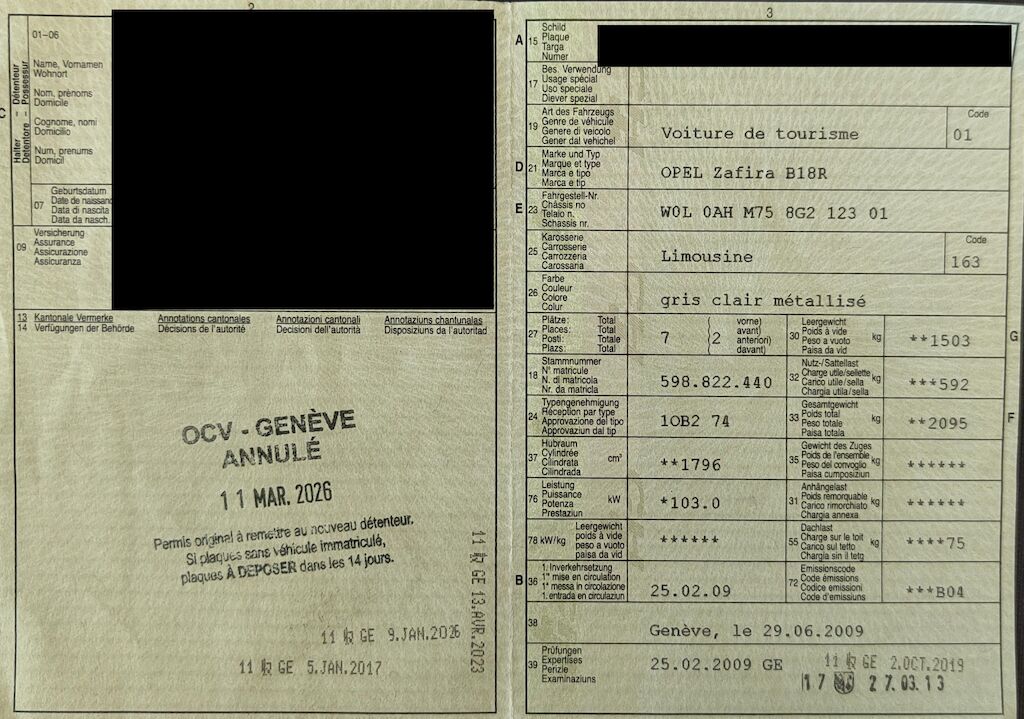 2
01–06
Halter – Détenteur
Detentore – Possessur
C
Name, Vornamen
Wohnort
Nom, prénoms
Domicile
Cognome, nomi
Domicilio
Num, prenums
Domicil
07
Geburtsdatum
Date de naissanc
Data di nascita
Data da nasch.
09
Versicherung
Assurance
Assicurazione
Assicuranza
13 Kantonale Vermerke Annotations cantonales Annotazioni cantonali Annotaziuns chantunalas
14 Verfügungen der Behörde Décisions de l'autorité Decisioni dell'autorità Disposiziuns da l'autoritad
OCV - GENÈVE
ANNULÉ
11 MAR. 2026
Permis original à remettre au nouveau détenteur.
Si plaques sans véhicule immatriculé,
plaques À DEPOSER dans les 14 jours.
11 GE 13.AVR.2023
11 GE 9.JAN.2026
11 GE 5.JAN.2017
3
A 15
Schild
Plaque
Targa
Numer
17
Bes. Verwendung
Usage spécial
Uso speciale
Diever spezial
19
Art des Fahrzeugs
Genre de véhicule
Genere di veicolo
Gener dal vehichel
Voiture de tourisme
Code
01
D 21
Marke und Typ
Marque et type
Marca e tipo
Marca e tip
OPEL Zafira B18R
E 23
Fahrgestell-Nr.
Châssis no
Telaio n.
Schassis nr.
W0L 0AH M75 8G2 123 01
25
Karosserie
Carrosserie
Carrozzeria
Carossaria
Limousine
Code
163
26
Farbe
Couleur
Colore
Colur
gris clair métallisé
27
Plätze: Total
Places: Total
Posti: Totale
Plazs: Total
7
2
vorne)
avant)
anteriori)
davant)
30
Leergewicht
Poids à vide
Peso a vuoto
Paisa da vid
kg
**1503
G
18
Stammnummer
N° matricule
N. di matricola
Nr. da matricla
598.822.440
32
Nutz-/Sattellast
Charge utile/sellette
Carico utile/sella
Chargia utila/sella
kg
***592
24
Typengenehmigung
Réception par type
Approvazione del tipo
Approvaziun dal tip
1OB2 74
33
Gesamtgewicht
Poids total
Peso totale
Paisa totala
kg
**2095
F
37
Hubraum
Cylindrée
Cilindrata
Cilindrada
cm³
**1796
35
Gewicht des Zuges
Poids de l'ensemble
Peso del convoglio
Paisa cumposiziun
kg
******
76
Leistung
Puissance
Potenza
Prestaziun
kW
*103.0
31
Anhängelast
Poids remorquable
Carico rimorchiato
Chargia annexa
kg
******
78 kW/kg
Leergewicht
poids à vide
peso a vuoto
paisa da vid
******
55
Dachlast
Charge sur le toit
Carico sul tetto
Chargia sin il tetg
kg
****75
B 36
1. Inverkehrsetzung
1re mise en circulation
1a messa in circolazione
1. entrada en circulaziun
25.02.09
72
Emissionscode
Code émissions
Codice emissioni
Code d'emissiuns
***B04
38
Genève, le 29.06.2009
39
Prüfungen
Expertises
Perizie
Examinaziuns
25.02.2009 GE
11 GE 2.OCT.2019
17 27.03.13